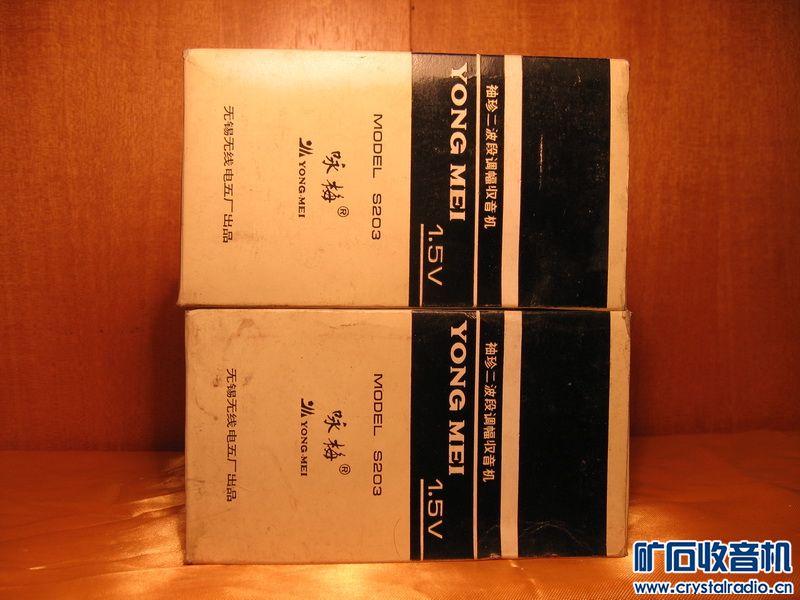 袖珍二波段调幅收音机
YONG MEI 1.5V
MODEL S203
咏梅®
YONG·MEI
无锡无线电五厂出品
袖珍二波段调幅收音机
YONG MEI 1.5V
MODEL S203
咏梅®
YONG·MEI
无锡无线电五厂出品
矿石收音机
www.crystalradio.cn